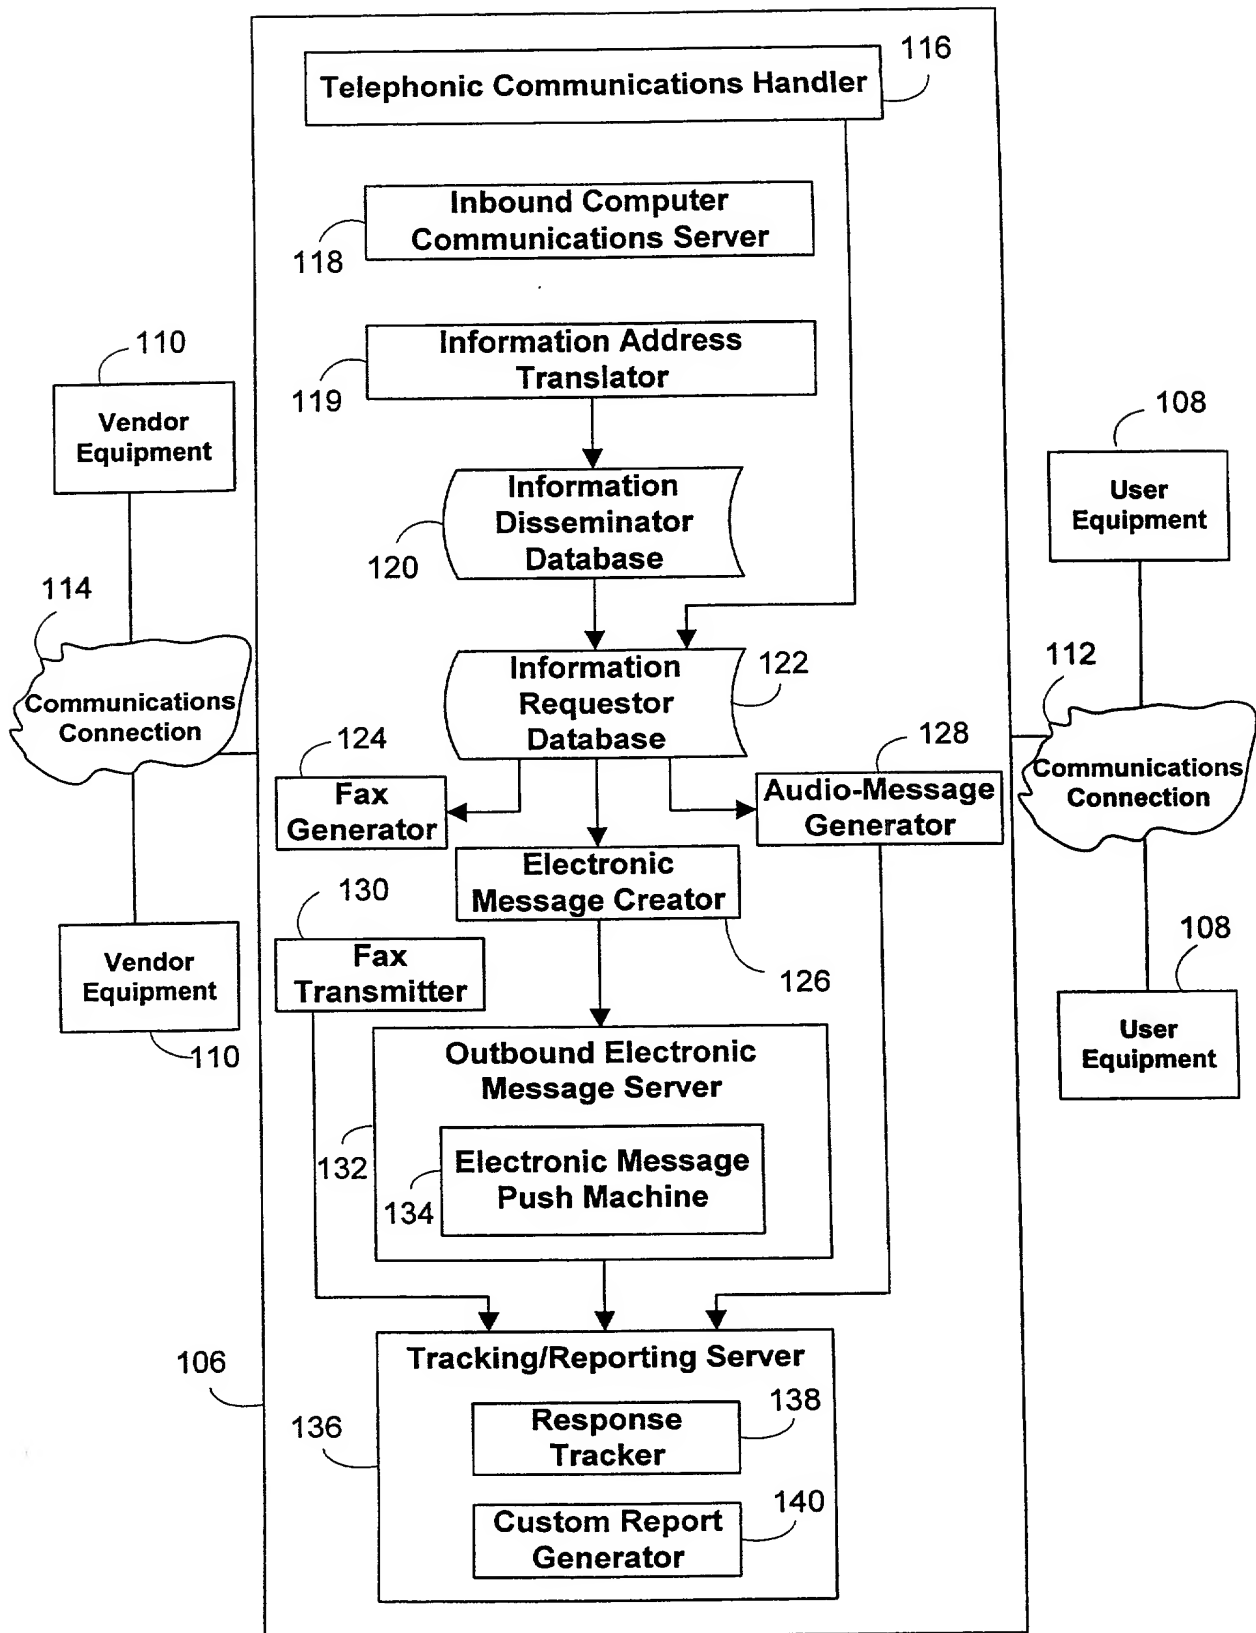 116
Telephonic Communications Handler
Inbound Computer
Communications Server
118
Information Address
Translator
119
110
Vendor
Equipment
108
User
Equipment
Information
Disseminator
Database
120
114
Communications
Connection
Information
Requestor
Database
122
112
Communications
Connection
124
Fax
Generator
128
Audio-Message
Generator
Electronic
Message Creator
126
130
Fax
Transmitter
Vendor
Equipment
110
108
User
Equipment
Outbound Electronic
Message Server
132
Electronic Message
Push Machine
134
106
Tracking/Reporting Server
136
Response
Tracker
138
Custom Report
Generator
140